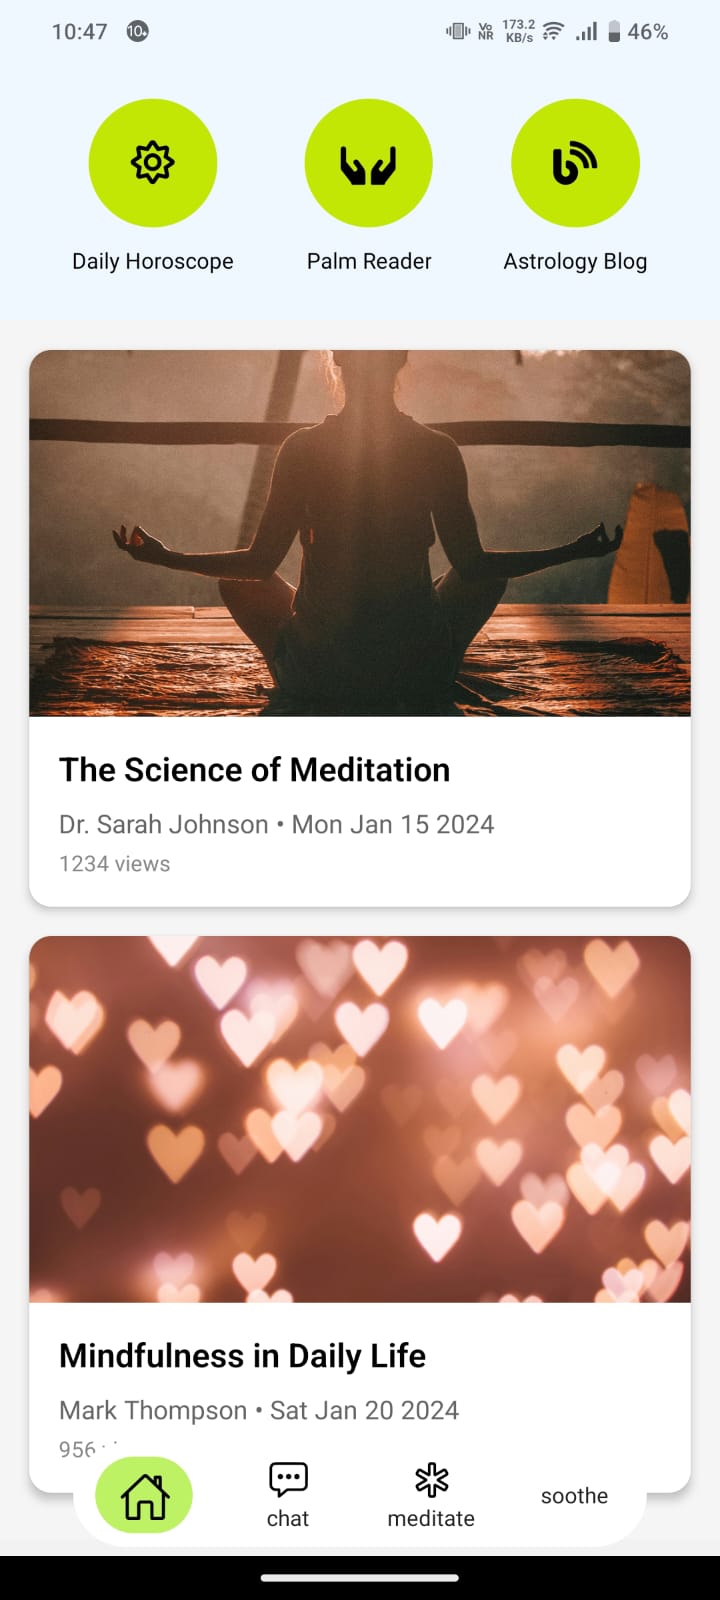 10:47 10+ Vo NR 173.2 KB/s 46%
Daily Horoscope Palm Reader Astrology Blog
The Science of Meditation
Dr. Sarah Johnson • Mon Jan 15 2024
1234 views
Mindfulness in Daily Life
Mark Thompson • Sat Jan 20 2024
956
chat meditate soothe